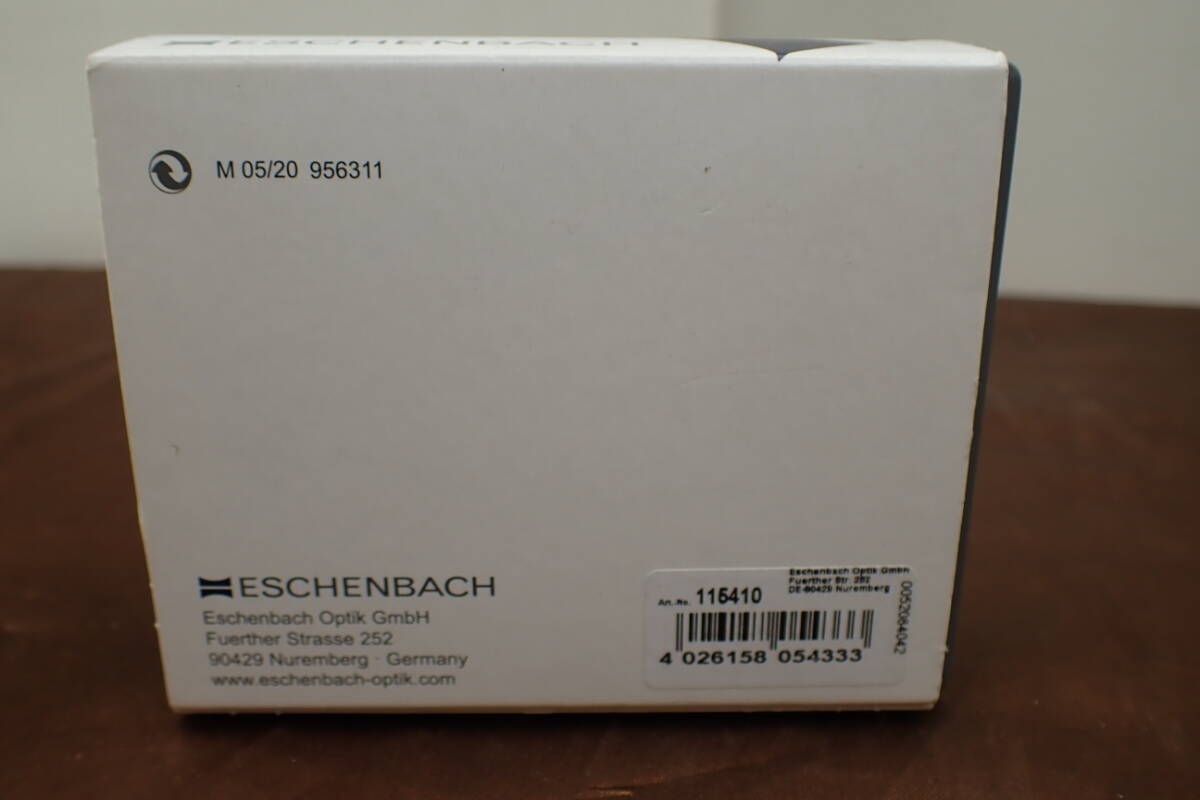 ESCHENBACH
M 05/20 956311
ESCHENBACH
Eschenbach Optik GmbH
Fuerther Strasse 252
90429 Nuremberg · Germany
www.eschenbach-optik.com
Eschenbach Optik GmbH
Fuerther Str. 252
DE-90429 Nuremberg
Art.-No. 115410
4 026158 054333
0052064042